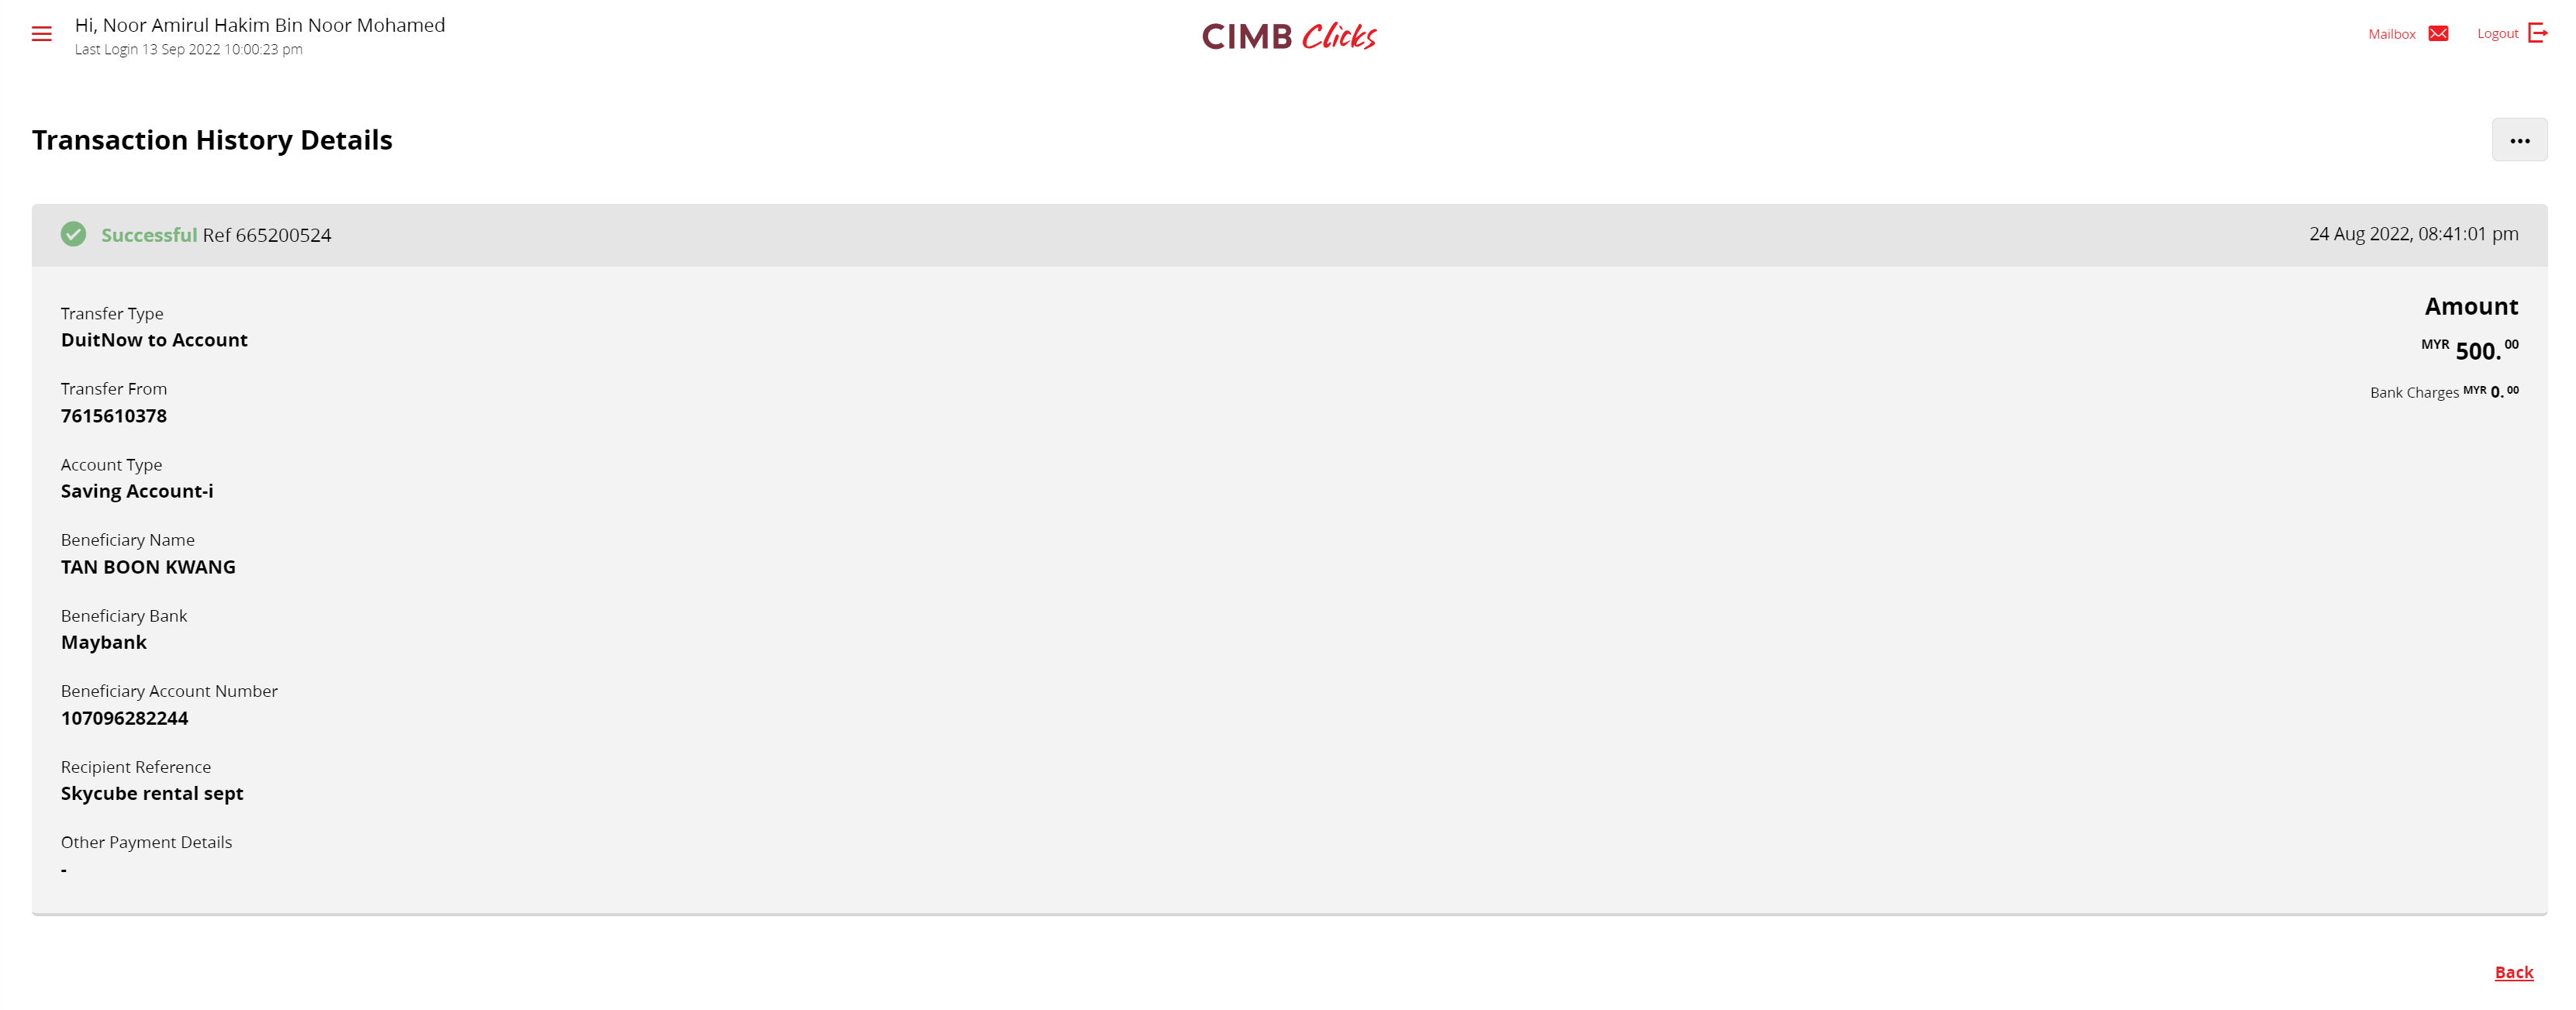 Hi, Noor Amirul Hakim Bin Noor Mohamed
Last Login 13 Sep 2022 10:00:23 pm
CIMB Clicks
Mailbox
Logout
Transaction History Details
Successful Ref 665200524
24 Aug 2022, 08:41:01 pm
Transfer Type
DuitNow to Account
Amount
MYR 500.00
Bank Charges MYR 0.00
Transfer From
7615610378
Account Type
Saving Account-i
Beneficiary Name
TAN BOON KWANG
Beneficiary Bank
Maybank
Beneficiary Account Number
107096282244
Recipient Reference
Skycube rental sept
Other Payment Details
-
Back